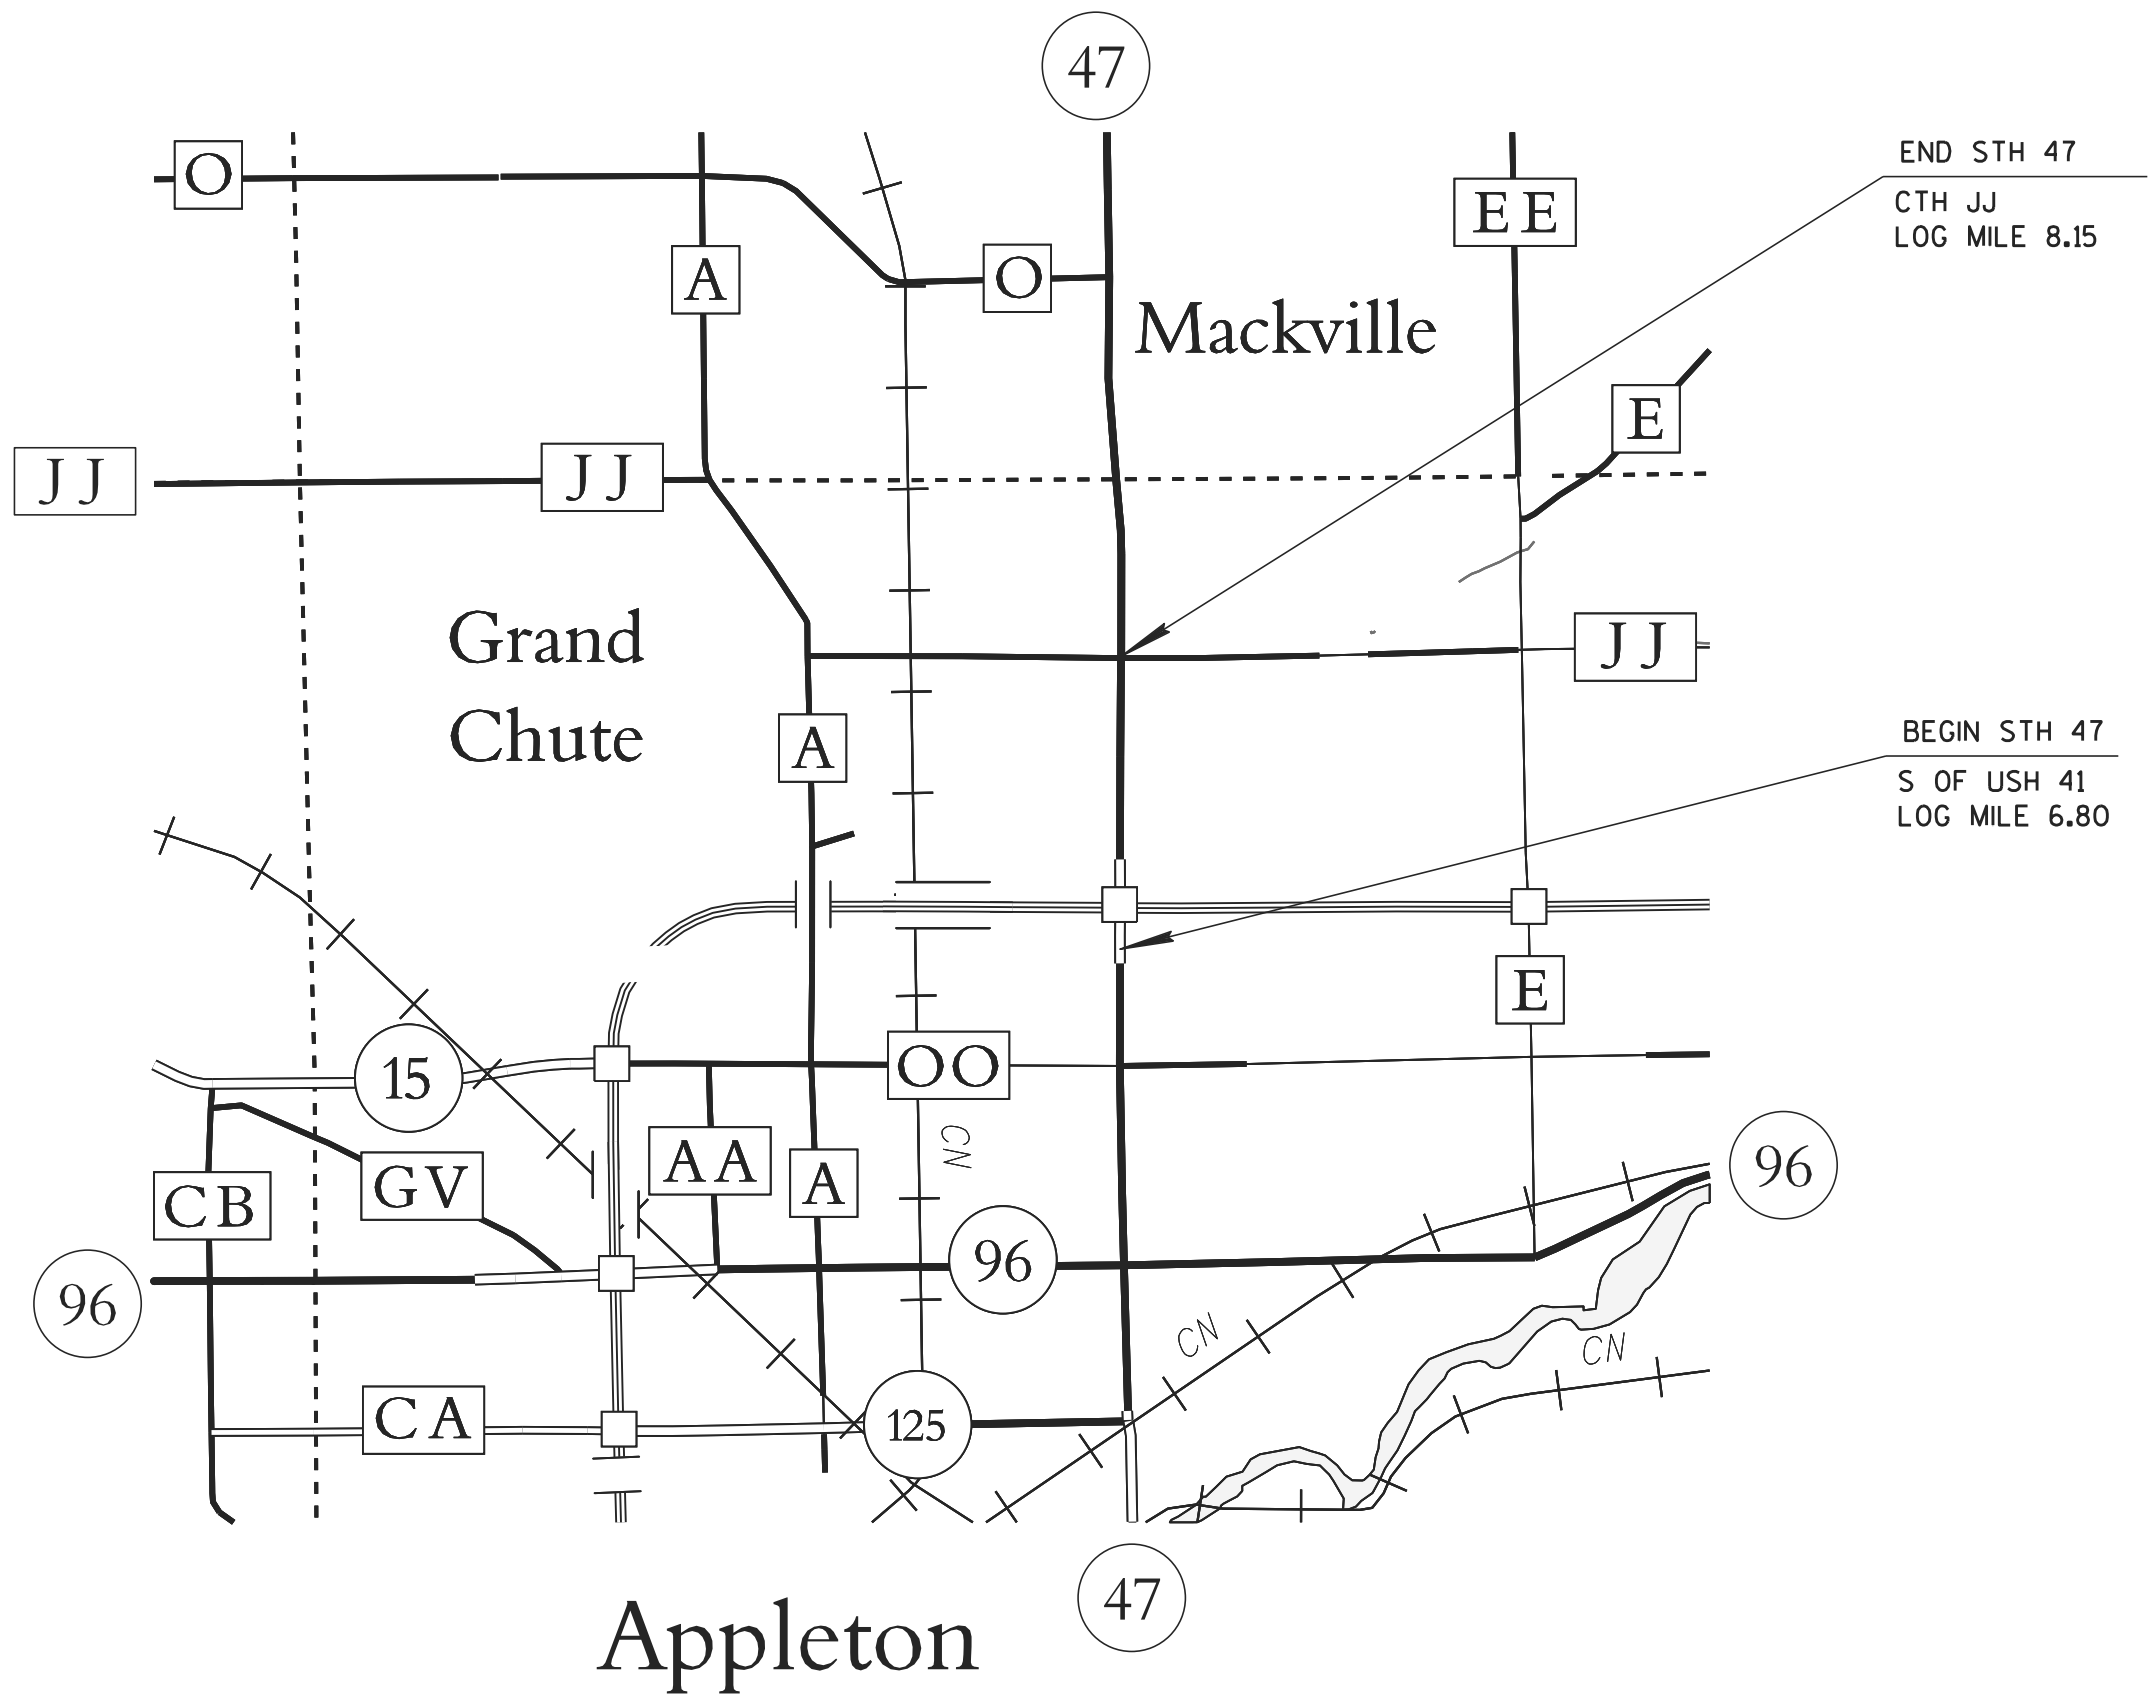 47
O
END STH 47
CTH JJ
LOG MILE 8.15
EE
A
O
Mackville
E
JJ
JJ
Grand
Chute
JJ
A
BEGIN STH 47
S OF USH 41
LOG MILE 6.80
E
15
OO
CN
AA
96
GV
A
CB
96
96
CN
CN
CA
125
47
Appleton